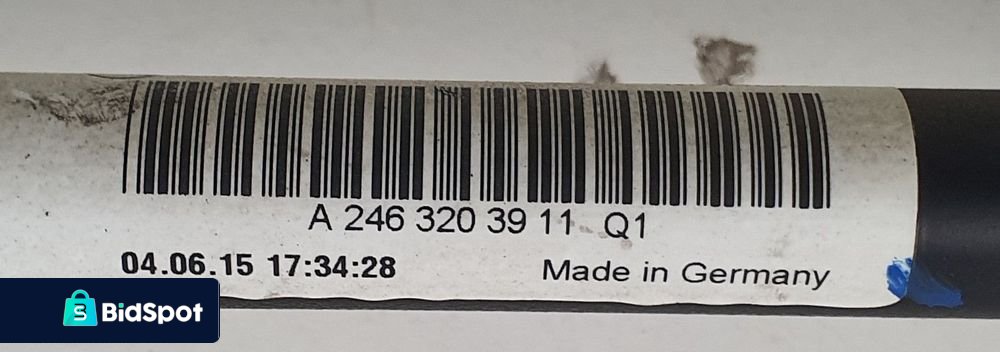 A 246 320 39 11 Q1
04.06.15 17:34:28 Made in Germany
S BidSpot